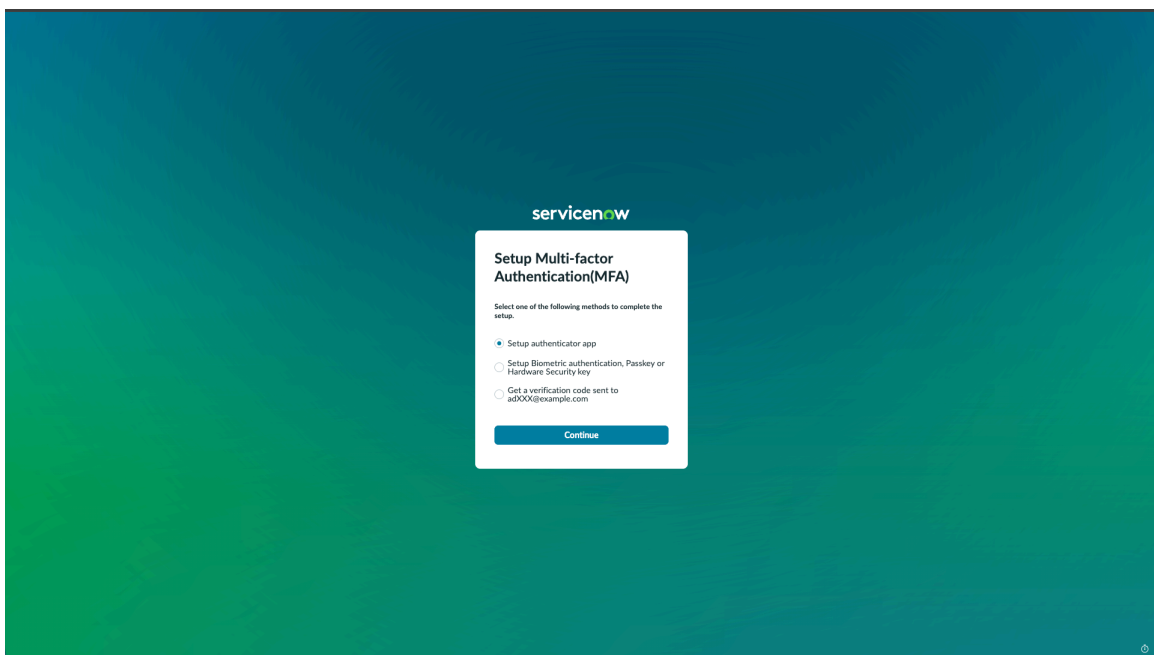 servicenow
Setup Multi-factor
Authentication(MFA)
Select one of the following methods to complete the
setup.
Setup authenticator app
Setup Biometric authentication, Passkey or
Hardware Security key
Get a verification code sent to
adXXX@example.com
Continue